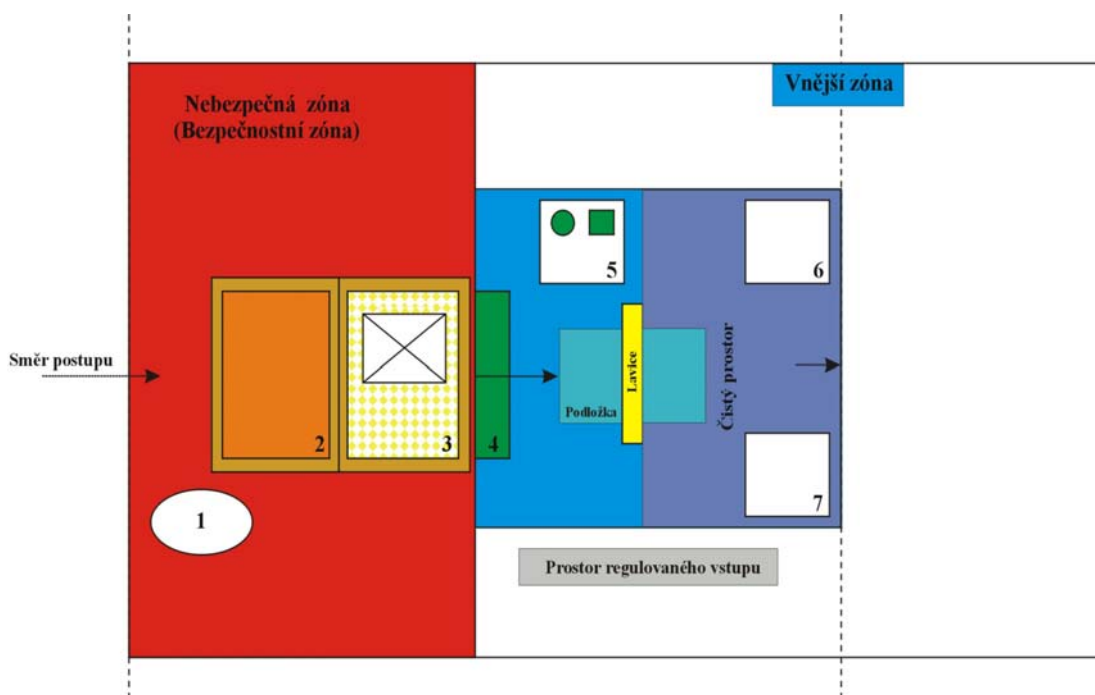 Vnější zóna
Nebezpečná zóna
(Bezpečnostní zóna)
5
6
Směr postupu
Lavice
Čistý prostor
Podložka
2
3
4
7
1
Prostor regulovaného vstupu